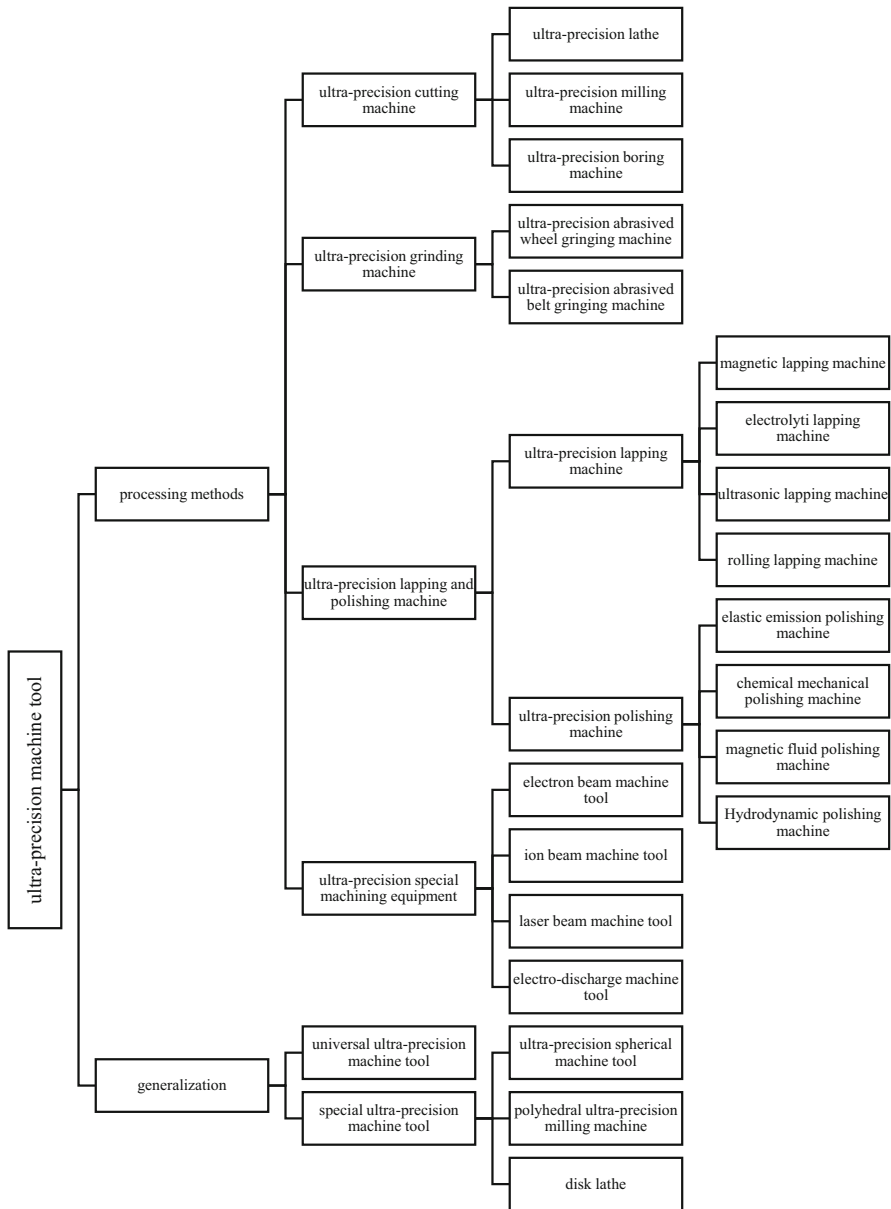 ultra-precision machine tool
processing methods
ultra-precision cutting
machine
ultra-precision lathe
ultra-precision milling
machine
ultra-precision boring
machine
ultra-precision grinding
machine
ultra-precision abrasived
wheel gringing machine
ultra-precision abrasived
belt gringing machine
ultra-precision lapping and
polishing machine
ultra-precision lapping
machine
magnetic lapping machine
electrolyti lapping
machine
ultrasonic lapping machine
rolling lapping machine
ultra-precision polishing
machine
elastic emission polishing
machine
chemical mechanical
polishing machine
magnetic fluid polishing
machine
Hydrodynamic polishing
machine
ultra-precision special
machining equipment
electron beam machine
tool
ion beam machine tool
laser beam machine tool
electro-discharge machine
tool
generalization
universal ultra-precision
machine tool
special ultra-precision
machine tool
ultra-precision spherical
machine tool
polyhedral ultra-precision
milling machine
disk lathe